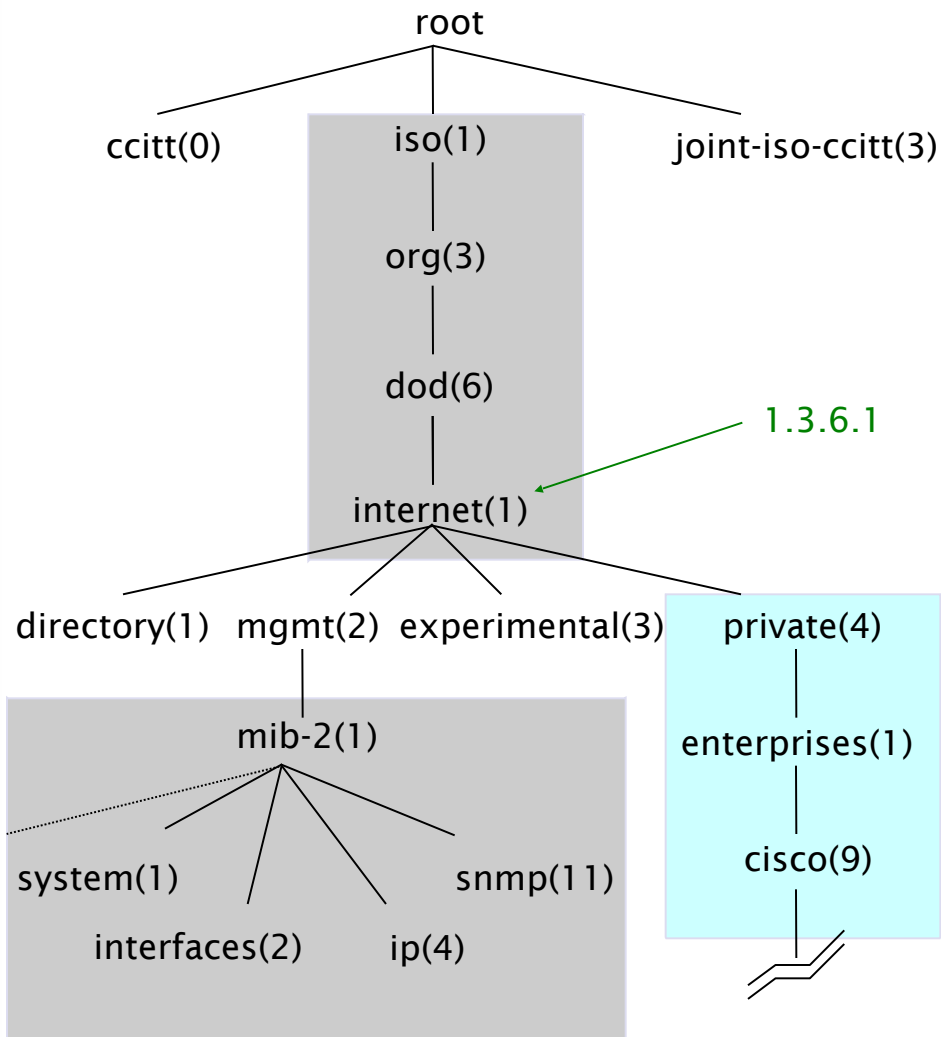 root
ccitt(0)
iso(1)
joint-iso-ccitt(3)
org(3)
dod(6)
1.3.6.1
internet(1)
directory(1)
mgmt(2)
experimental(3)
private(4)
mib-2(1)
enterprises(1)
cisco(9)
system(1)
snmp(11)
interfaces(2)
ip(4)